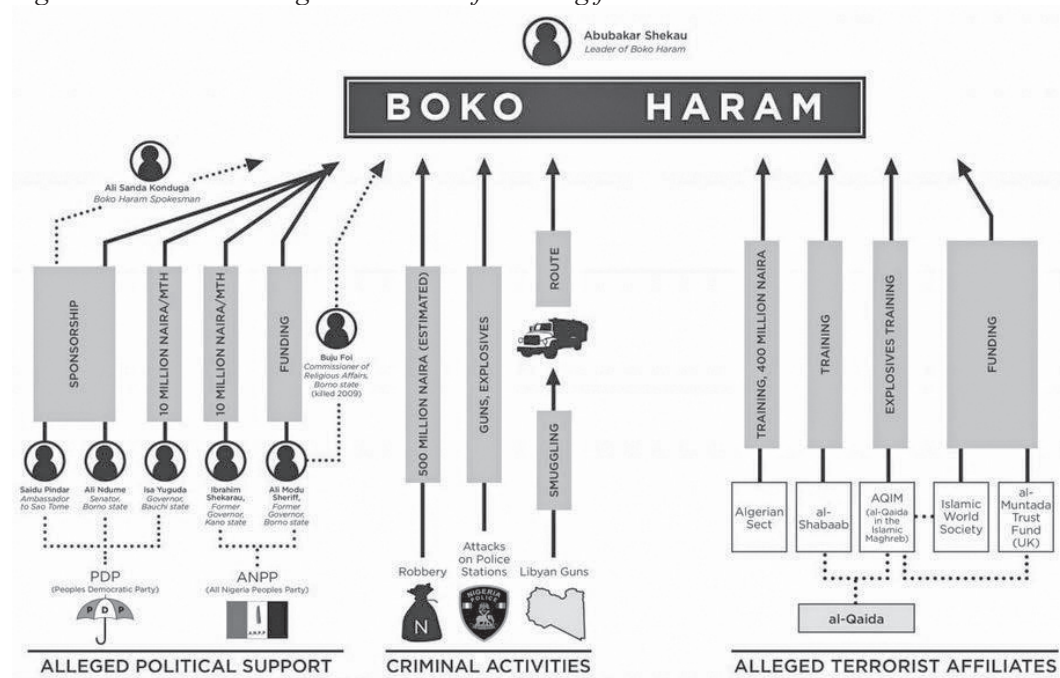 Abubakar Shekau
Leader of Boko Haram
BOKO HARAM
Ali Sanda Konduga
Boko Haram Spokesman
SPONSORSHIP
10 MILLION NAIRA/MTH
10 MILLION NAIRA/MTH
FUNDING
Buju Foi
Commissioner of
Religious Affairs,
Borno state
(killed 2009)
Saidu Pindar
Ambassador
to Sao Tome
Ali Ndume
Senator,
Borno state
Isa Yuguda
Governor,
Bauchi state
Ibrahim
Shekarau,
Former
Governor,
Kano state
Ali Modu
Sheriff,
Former
Governor,
Borno state
PDP
(Peoples Democratic Party)
P D P
ANPP
(All Nigeria Peoples Party)
A.N.P.P
ALLEGED POLITICAL SUPPORT
500 MILLION NAIRA (ESTIMATED)
GUNS, EXPLOSIVES
ROUTE
SMUGGLING
Robbery
N
Attacks
on Police
Stations
NIGERIA
POLICE
Libyan Guns
CRIMINAL ACTIVITIES
TRAINING, 400 MILLION NAIRA
TRAINING
EXPLOSIVES TRAINING
FUNDING
Algerian
Sect
al-
Shabaab
AQIM
(al-Qaida
in the
Islamic
Maghreb)
Islamic
World
Society
al-
Muntada
Trust
Fund
(UK)
al-Qaida
ALLEGED TERRORIST AFFILIATES